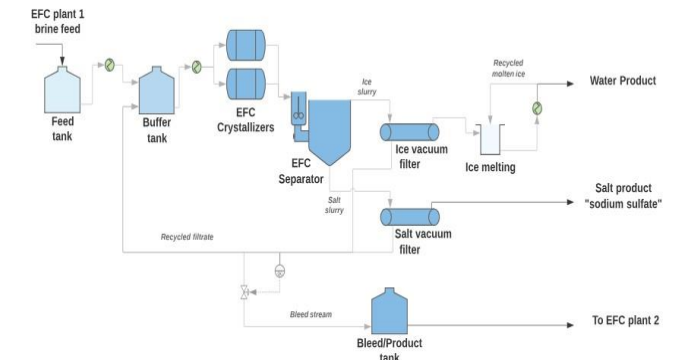 EFC plant 1
brine feed
Feed
tank
Buffer
tank
EFC
Crystallizers
EFC
Separator
Ice
slurry
Salt
slurry
Ice vacuum
filter
Recycled
molten ice
Ice melting
Water Product
Salt product
"sodium sulfate"
Salt vacuum
filter
Recycled filtrate
Bleed stream
Bleed/Product
tank
To EFC plant 2